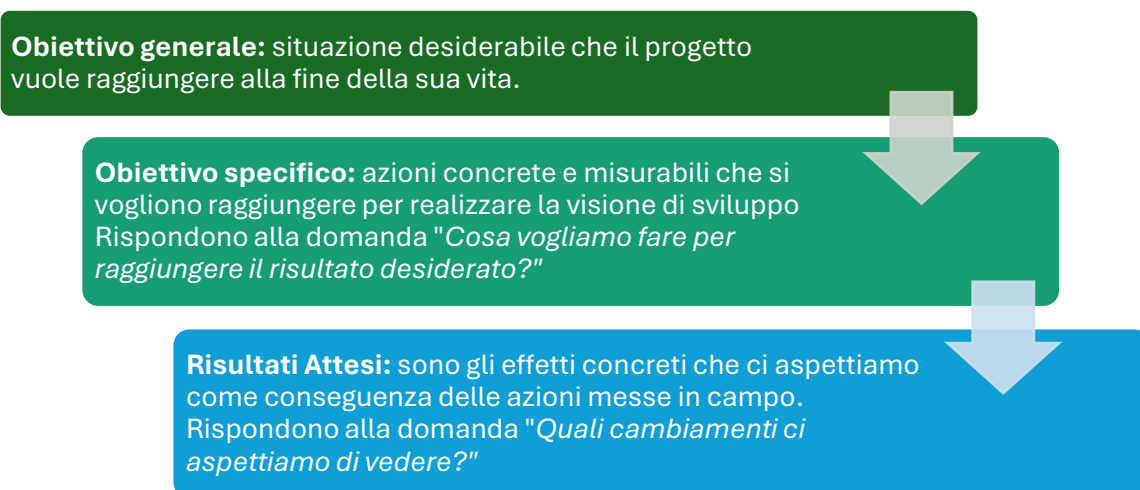 Obiettivo generale: situazione desiderabile che il progetto
vuole raggiungere alla fine della sua vita.
Obiettivo specifico: azioni concrete e misurabili che si
vogliono raggiungere per realizzare la visione di sviluppo
Rispondono alla domanda "Cosa vogliamo fare per
raggiungere il risultato desiderato?"
Risultati Attesi: sono gli effetti concreti che ci aspettiamo
come conseguenza delle azioni messe in campo.
Rispondono alla domanda "Quali cambiamenti ci
aspettiamo di vedere?"